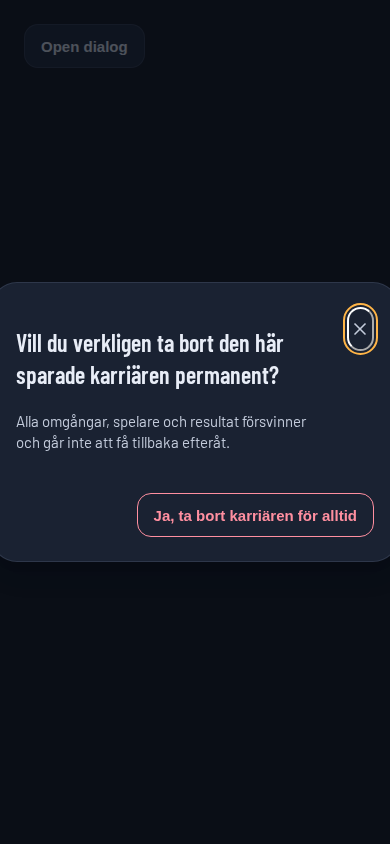 Open dialog
Vill du verkligen ta bort den här
sparade karriären permanent?
Alla omgångar, spelare och resultat försvinner
och går inte att få tillbaka efteråt.
Ja, ta bort karriären för alltid